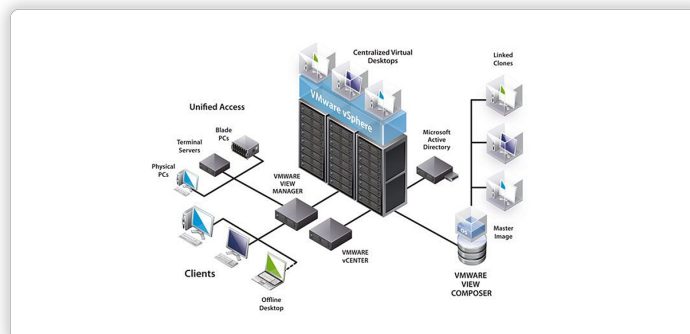 Centralized Virtual
Desktops
Linked
Clones
VMware vSphere
Unified Access
Blade
PCs
Terminal
Servers
Physical
PCs
Microsoft
Active
Directory
VMWARE
VIEW
MANAGER
VMWARE
vCENTER
OS
Master
Image
Clients
Offline
Desktop
VMWARE
VIEW
COMPOSER